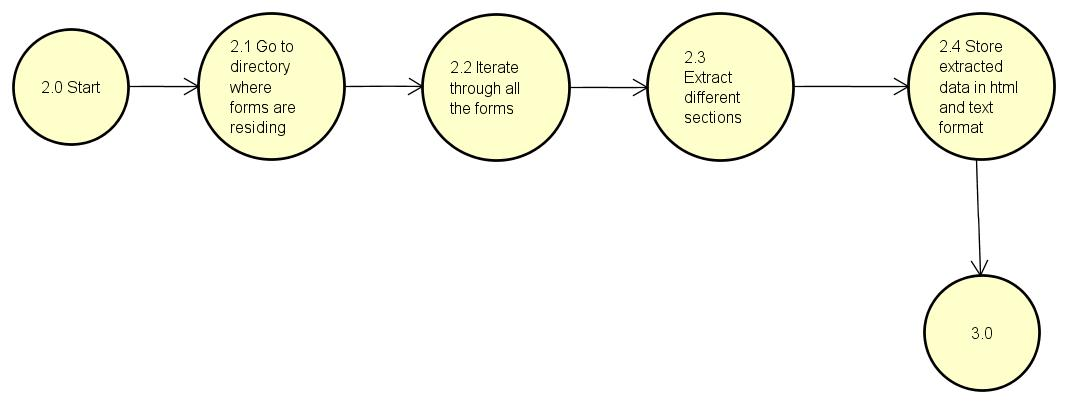 2.0 Start
2.1 Go to
directory
where
forms are
residing
2.2 Iterate
through all
the forms
2.3
Extract
different
sections
2.4 Store
extracted
data in html
and text
format
3.0